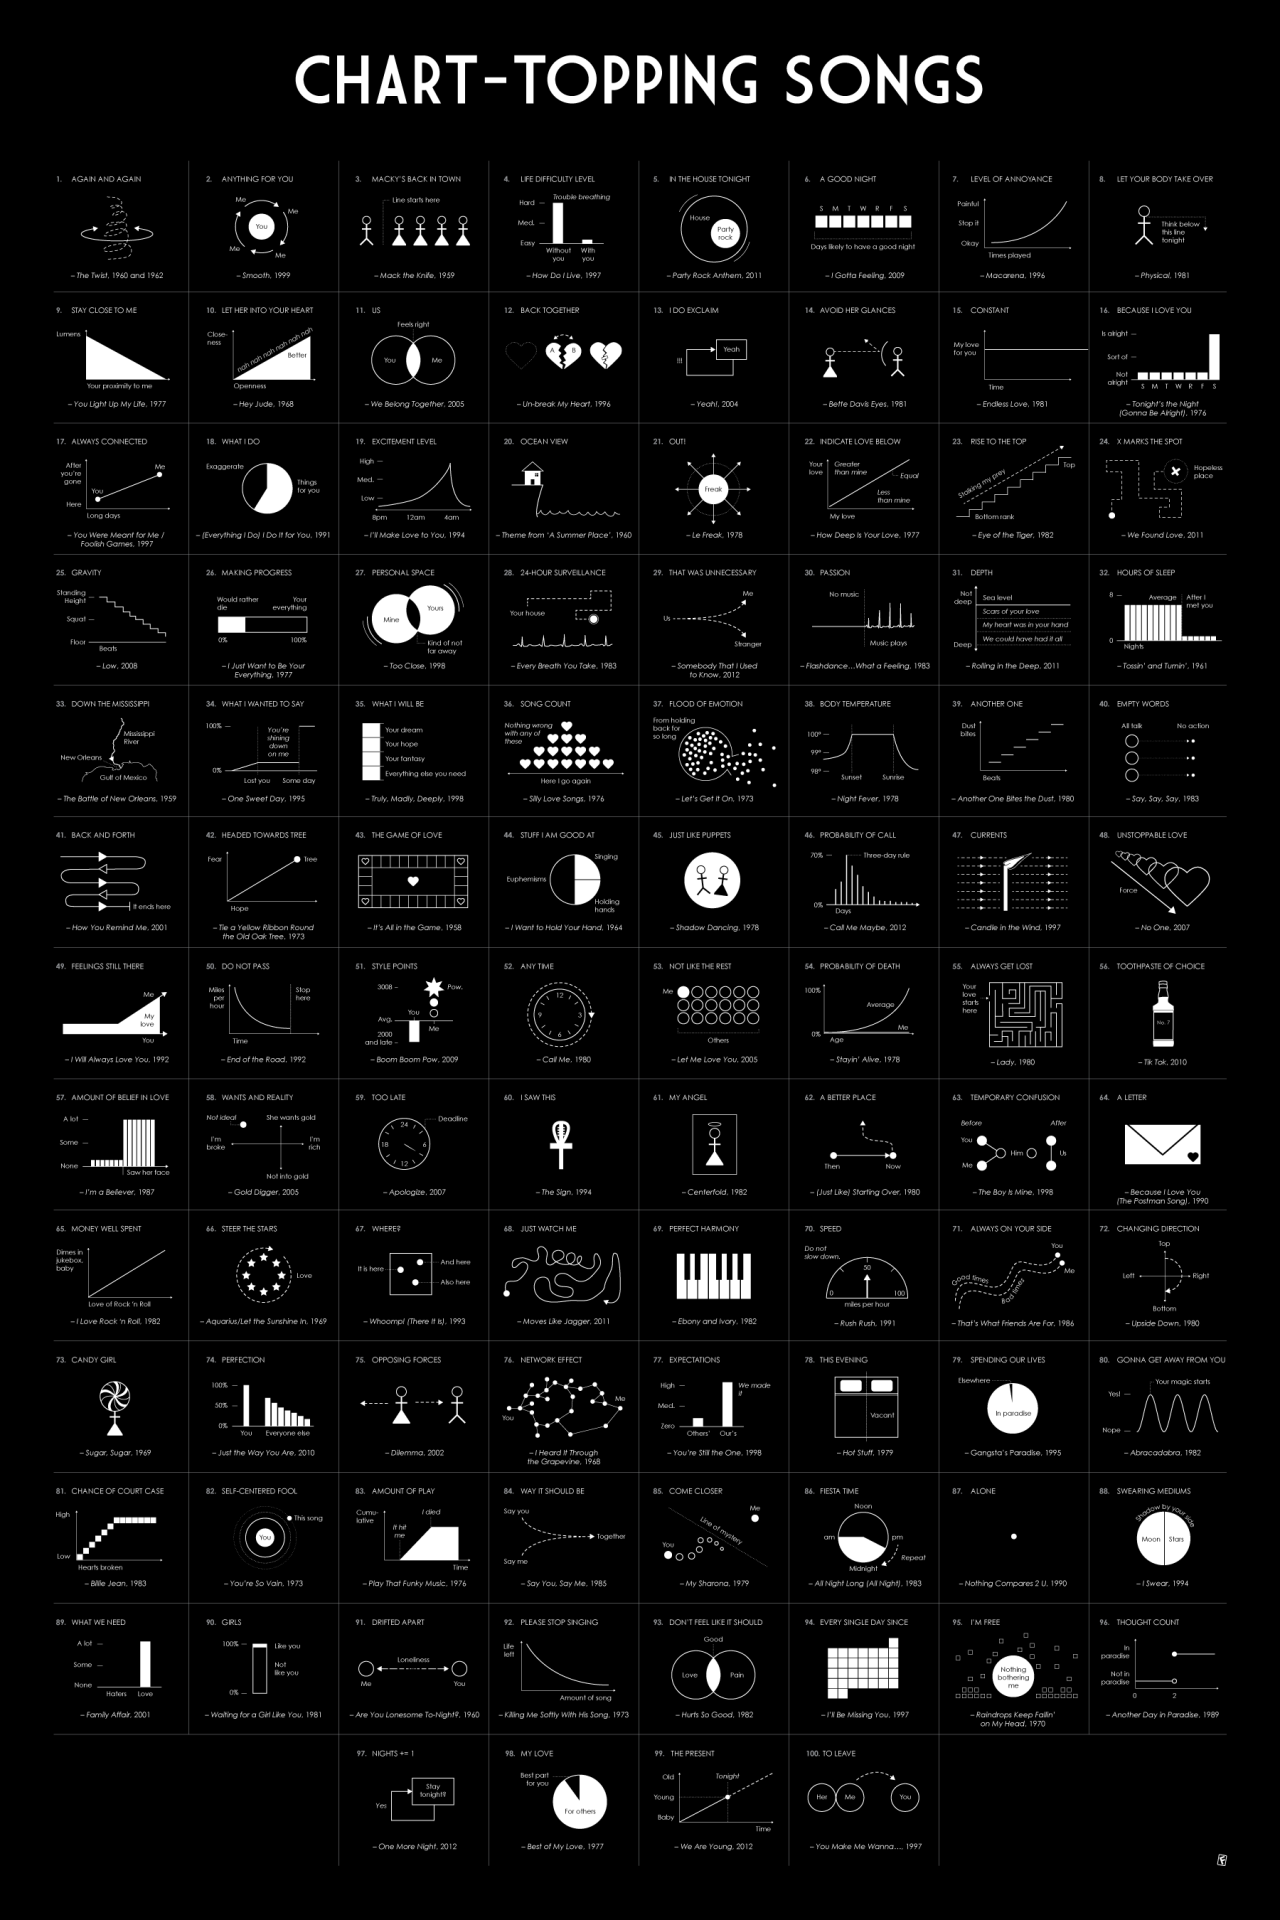 CHART-TOPPING SONGS
1. AGAIN AND AGAIN
– The Twist, 1960 and 1962
2. ANYTHING FOR YOU
Me
Me
You
Me
Me
– Smooth, 1999
3. MACKY'S BACK IN TOWN
Line starts here
– Mack the Knife, 1959
4. LIFE DIFFICULTY LEVEL
Trouble breathing
Hard
Med.
Easy
Without you
With you
– How Do I Live, 1997
5. IN THE HOUSE TONIGHT
House
Party rock
– Party Rock Anthem, 2011
6. A GOOD NIGHT
S M T W R F S
Days likely to have a good night
– I Gotta Feeling, 2009
7. LEVEL OF ANNOYANCE
Painful
Stop it
Okay
Times played
– Macarena, 1996
8. LET YOUR BODY TAKE OVER
Think below
this line
tonight
– Physical, 1981
9. STAY CLOSE TO ME
Lumens
Your proximity to me
– You Light Up My Life, 1977
10. LET HER INTO YOUR HEART
Close-
ness
nah nah nah nah nah nah
Better
Openness
– Hey Jude, 1968
11. US
Feels right
You
Me
– We Belong Together, 2005
12. BACK TOGETHER
A B
– Un-break My Heart, 1996
13. I DO EXCLAIM
Yeah
!!!
– Yeah!, 2004
14. AVOID HER GLANCES
– Bette Davis Eyes, 1981
15. CONSTANT
My love
for you
Time
– Endless Love, 1981
16. BECAUSE I LOVE YOU
Is alright
Sort of
Not
alright
S M T W R F S
– Tonight's the Night
(Gonna Be Alright), 1976
17. ALWAYS CONNECTED
After
you're
gone
Me
You
Here
Long days
– You Were Meant for Me /
Foolish Games, 1997
18. WHAT I DO
Exaggerate
Things
for you
– (Everything I Do) I Do It for You, 1991
19. EXCITEMENT LEVEL
High
Med.
Low
8pm 12am 4am
– I'll Make Love to You, 1994
20. OCEAN VIEW
– Theme from 'A Summer Place', 1960
21. OUT!
Freak
– Le Freak, 1978
22. INDICATE LOVE BELOW
Your
love
Greater
than mine
Equal
Less
than mine
My love
– How Deep Is Your Love, 1977
23. RISE TO THE TOP
Stalking my prey
Top
Bottom rank
– Eye of the Tiger, 1982
24. X MARKS THE SPOT
Hopeless
place
– We Found Love, 2011
25. GRAVITY
Standing
Height
Squat
Floor
Beats
– Low, 2008
26. MAKING PROGRESS
Would rather
die
Your
everything
0% 100%
– I Just Want to Be Your
Everything, 1977
27. PERSONAL SPACE
Mine
Yours
Kind of not
far away
– Too Close, 1998
28. 24-HOUR SURVEILLANCE
Your house
– Every Breath You Take, 1983
29. THAT WAS UNNECESSARY
Me
Us
Stranger
– Somebody That I Used
to Know, 2012
30. PASSION
No music
Music plays
– Flashdance...What a Feeling, 1983
31. DEPTH
Not
deep
Sea level
Scars of your love
My heart was in your hand
We could have had it all
Deep
– Rolling in the Deep, 2011
32. HOURS OF SLEEP
8
Average
After I
met you
0
Nights
– Tossin' and Turnin', 1961
33. DOWN THE MISSISSIPPI
Mississippi
River
New Orleans
Gulf of Mexico
– The Battle of New Orleans, 1959
34. WHAT I WANTED TO SAY
100%
You're
shining
down
on me
0%
Lost you Some day
– One Sweet Day, 1995
35. WHAT I WILL BE
Your dream
Your hope
Your fantasy
Everything else you need
– Truly, Madly, Deeply, 1998
36. SONG COUNT
Nothing wrong
with any of
these
Here I go again
– Silly Love Songs, 1976
37. FLOOD OF EMOTION
From holding
back for
so long
– Let's Get It On, 1973
38. BODY TEMPERATURE
100°
99°
98°
Sunset Sunrise
– Night Fever, 1978
39. ANOTHER ONE
Dust
bites
Beats
– Another One Bites the Dust, 1980
40. EMPTY WORDS
All talk No action
– Say, Say, Say, 1983
41. BACK AND FORTH
It ends here
– How You Remind Me, 2001
42. HEADED TOWARDS TREE
Fear
Tree
Hope
– Tie a Yellow Ribbon Round
the Old Oak Tree, 1973
43. THE GAME OF LOVE
– It's All in the Game, 1958
44. STUFF I AM GOOD AT
Singing
Euphemisms
Holding
hands
– I Want to Hold Your Hand, 1964
45. JUST LIKE PUPPETS
– Shadow Dancing, 1978
46. PROBABILITY OF CALL
70%
Three-day rule
0%
Days
– Call Me Maybe, 2012
47. CURRENTS
– Candle in the Wind, 1997
48. UNSTOPPABLE LOVE
Force
– No One, 2007
49. FEELINGS STILL THERE
Me
My
love
You
– I Will Always Love You, 1992
50. DO NOT PASS
Miles
per
hour
Stop
here
Time
– End of the Road, 1992
51. STYLE POINTS
3008
Pow.
You
Avg.
Me
2000
and late
– Boom Boom Pow, 2009
52. ANY TIME
12
9 3
6
– Call Me, 1980
53. NOT LIKE THE REST
Me
Others
– Let Me Love You, 2005
54. PROBABILITY OF DEATH
100%
Average
Me
0%
Age
– Stayin' Alive, 1978
55. ALWAYS GET LOST
Your
love
starts
here
– Lady, 1980
56. TOOTHPASTE OF CHOICE
No. 7
– Tik Tok, 2010
57. AMOUNT OF BELIEF IN LOVE
A lot
Some
None
Saw her face
– I'm a Believer, 1987
58. WANTS AND REALITY
Not ideal
She wants gold
I'm
broke
I'm
rich
Not into gold
– Gold Digger, 2005
59. TOO LATE
Deadline
24
18 6
12
– Apologize, 2007
60. I SAW THIS
– The Sign, 1994
61. MY ANGEL
– Centerfold, 1982
62. A BETTER PLACE
Then Now
– (Just Like) Starting Over, 1980
63. TEMPORARY CONFUSION
Before After
You
Him
Us
Me
– The Boy Is Mine, 1998
64. A LETTER
– Because I Love You
(The Postman Song), 1990
65. MONEY WELL SPENT
Dimes in
jukebox,
baby
Love of Rock 'n Roll
– I Love Rock 'n Roll, 1982
66. STEER THE STARS
Love
– Aquarius/Let the Sunshine In, 1969
67. WHERE?
It is here
And here
Also here
– Whoomp! (There It Is), 1993
68. JUST WATCH ME
– Moves Like Jagger, 2011
69. PERFECT HARMONY
– Ebony and Ivory, 1982
70. SPEED
Do not
slow down.
50
0 100
miles per hour
– Rush Rush, 1991
71. ALWAYS ON YOUR SIDE
You
Me
Good times
Bad times
– That's What Friends Are For, 1986
72. CHANGING DIRECTION
Top
Left Right
Bottom
– Upside Down, 1980
73. CANDY GIRL
– Sugar, Sugar, 1969
74. PERFECTION
100%
50%
0%
You Everyone else
– Just the Way You Are, 2010
75. OPPOSING FORCES
– Dilemma, 2002
76. NETWORK EFFECT
Me
You
– I Heard It Through
the Grapevine, 1968
77. EXPECTATIONS
High
Med.
Zero
We made
it
Others' Our's
– You're Still the One, 1998
78. THIS EVENING
Vacant
– Hot Stuff, 1979
79. SPENDING OUR LIVES
Elsewhere
In paradise
– Gangsta's Paradise, 1995
80. GONNA GET AWAY FROM YOU
Your magic starts
Yes!
Nope
– Abracadabra, 1982
81. CHANCE OF COURT CASE
High
Low
Hearts broken
– Billie Jean, 1983
82. SELF-CENTERED FOOL
This song
You
– You're So Vain, 1973
83. AMOUNT OF PLAY
Cumu-
lative
I died
It hit
me
Time
– Play That Funky Music, 1976
84. WAY IT SHOULD BE
Say you
Together
Say me
– Say You, Say Me, 1985
85. COME CLOSER
Me
Line of mystery
You
– My Sharona, 1979
86. FIESTA TIME
Noon
am pm
Midnight
Repeat
– All Night Long (All Night), 1983
87. ALONE
– Nothing Compares 2 U, 1990
88. SWEARING MEDIUMS
Shadow by your side
Moon Stars
– I Swear, 1994
89. WHAT WE NEED
A lot
Some
None
Haters Love
– Family Affair, 2001
90. GIRLS
100%
Like you
Not
like you
0%
– Waiting for a Girl Like You, 1981
91. DRIFTED APART
Loneliness
Me You
– Are You Lonesome To-Night?, 1960
92. PLEASE STOP SINGING
Life
left
Amount of song
– Killing Me Softly With His Song, 1973
93. DON'T FEEL LIKE IT SHOULD
Good
Love Pain
– Hurts So Good, 1982
94. EVERY SINGLE DAY SINCE
– I'll Be Missing You, 1997
95. I'M FREE
Nothing
bothering
me
– Raindrops Keep Fallin'
on My Head, 1970
96. THOUGHT COUNT
In
paradise
Not in
paradise
0 2
– Another Day in Paradise, 1989
97. NIGHTS += 1
Stay
tonight?
Yes
– One More Night, 2012
98. MY LOVE
Best part
for you
For others
– Best of My Love, 1977
99. THE PRESENT
Old
Tonight
Young
Baby
Time
– We Are Young, 2012
100. TO LEAVE
Her Me You
– You Make Me Wanna..., 1997